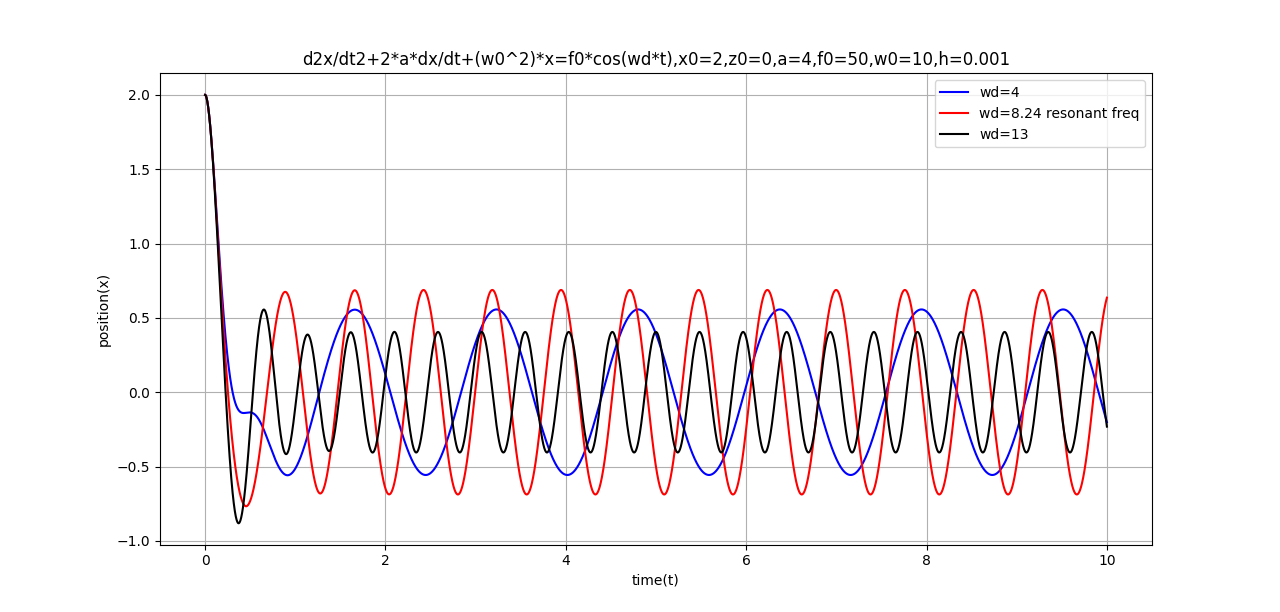 d2x/dt2+2*a*dx/dt+(w0^2)*x=f0*cos(wd*t),x0=2,z0=0,a=4,f0=50,w0=10,h=0.001
wd=4
wd=8.24 resonant freq
wd=13
position(x)
2.0
1.5
1.0
0.5
0.0
−0.5
−1.0
0 2 4 6 8 10
time(t)